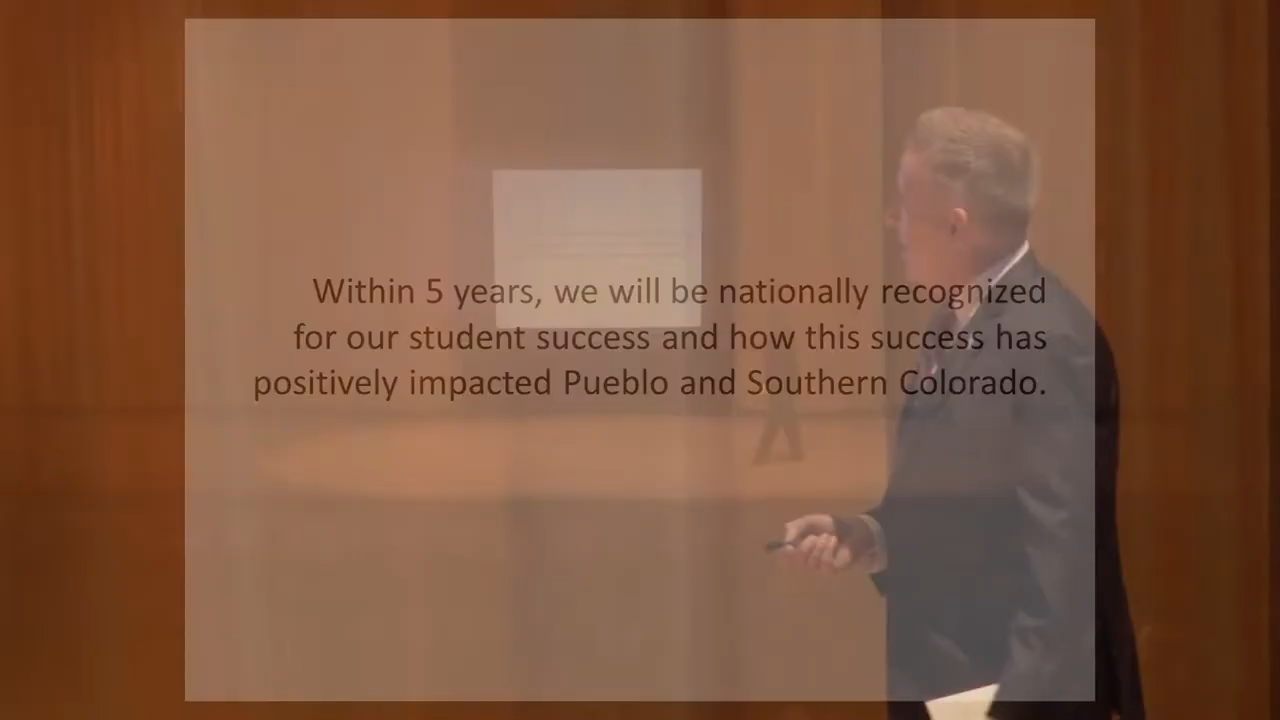 Within 5 years, we will be nationally recognized
for our student success and how this success has
positively impacted Pueblo and Southern Colorado.